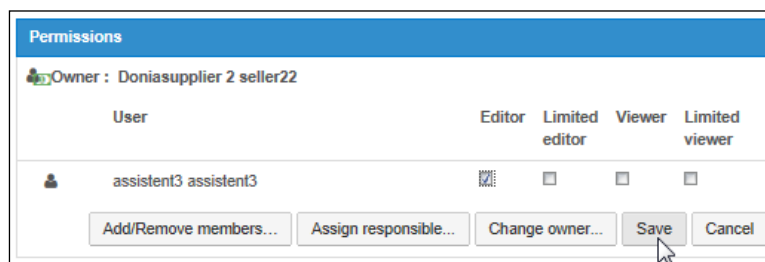 Permissions
Owner : Doniasupplier 2 seller22
User Editor Limited editor Viewer Limited viewer
assistent3 assistent3
Add/Remove members... Assign responsible... Change owner... Save Cancel